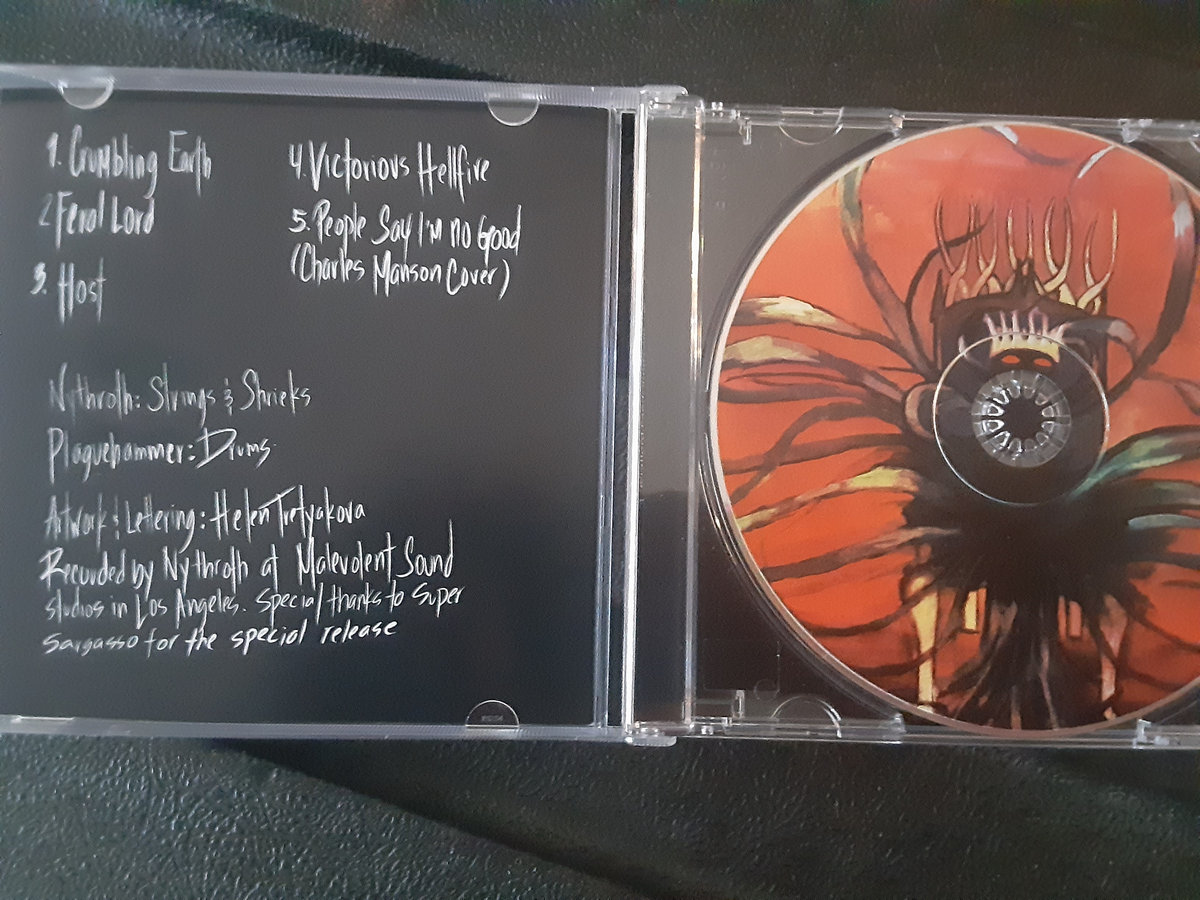 1. Crumbling Earth
2 Feral Lord
3. Host
4. Victorious Hellfire
5. People Say I'm no Good
(Charles Manson Cover)
Nythroth: Strings & Shrieks
Plaguehammer: Drums
Artwork & Lettering: Helen Tretyakova
Recorded by Nythroth at Malevolent Sound
studios in Los Angeles. Special thanks to Super
Sargasso for the special release